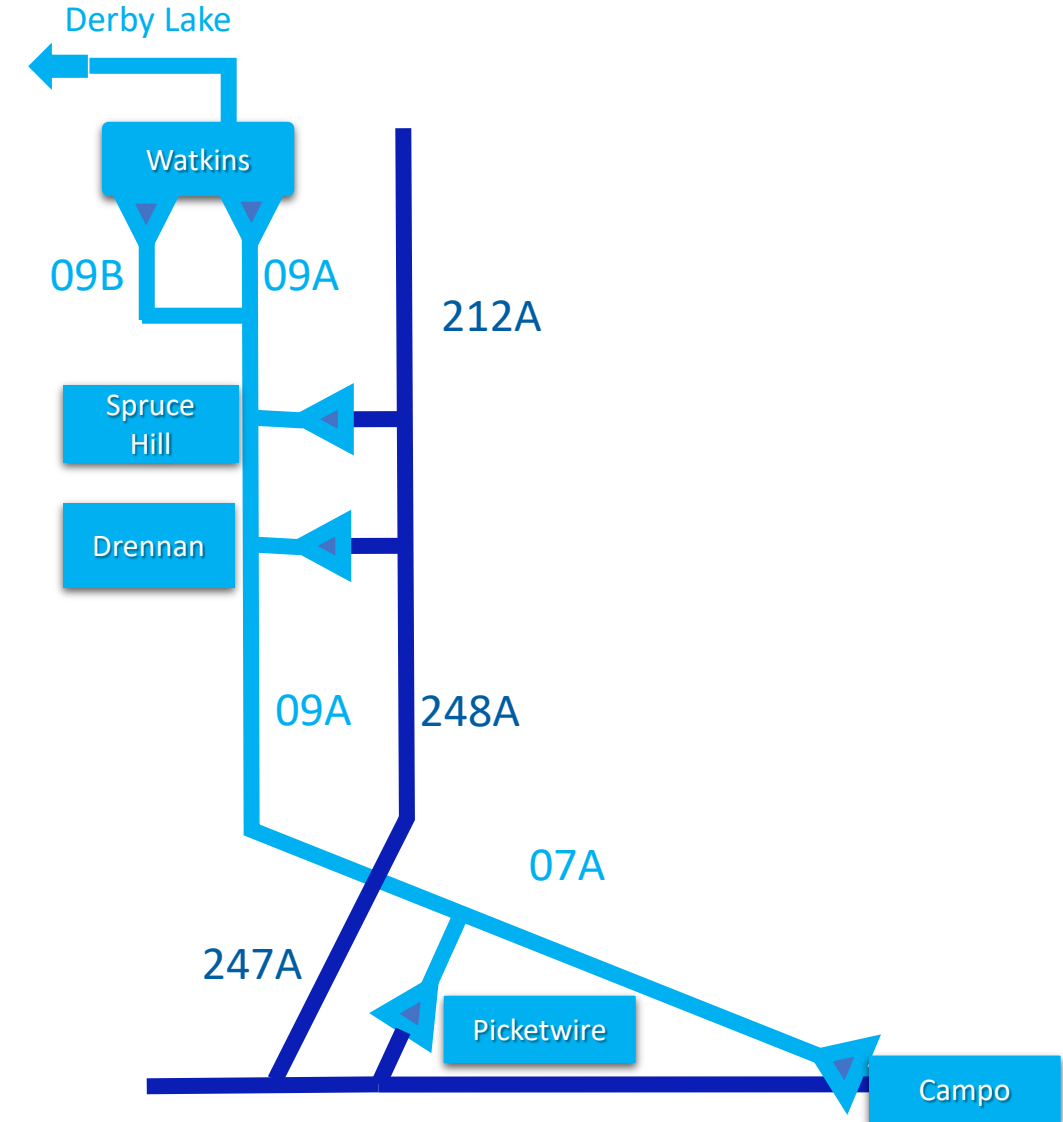 Derby Lake
Watkins
09B
09A
212A
Spruce
Hill
Drennan
09A
248A
07A
247A
Picketwire
Campo